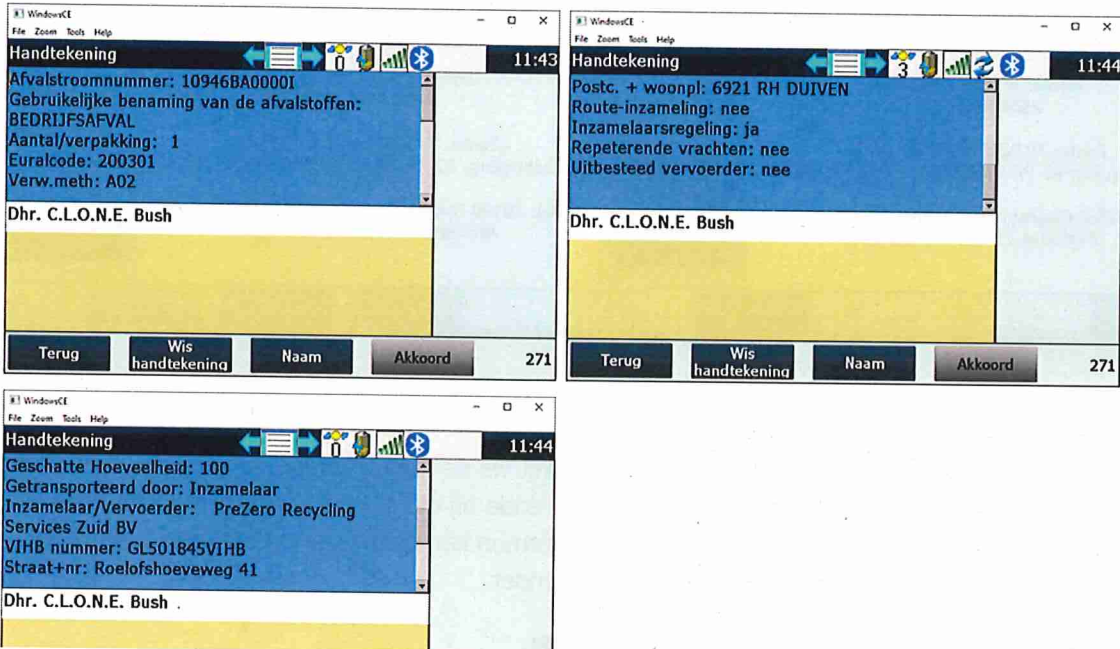 WindowsCE
File Zoom Tools Help
Handtekening 0 11:43
Afvalstroomnummer: 10946BA0000I
Gebruikelijke benaming van de afvalstoffen:
BEDRIJFSAFVAL
Aantal/verpakking: 1
Euralcode: 200301
Verw.meth: A02
Dhr. C.L.O.N.E. Bush
Terug Wis handtekening Naam Akkoord 271
WindowsCE
File Zoom Tools Help
Handtekening 3 11:44
Postc. + woonpl: 6921 RH DUIVEN
Route-inzameling: nee
Inzamelaarsregeling: ja
Repeterende vrachten: nee
Uitbesteed vervoerder: nee
Dhr. C.L.O.N.E. Bush
Terug Wis handtekening Naam Akkoord 271
WindowsCE
File Zoom Tools Help
Handtekening 0 11:44
Geschatte Hoeveelheid: 100
Getransporteerd door: Inzamelaar
Inzamelaar/Vervoerder: PreZero Recycling
Services Zuid BV
VIHB nummer: GL501845VIHB
Straat+nr: Roelofshoeveweg 41
Dhr. C.L.O.N.E. Bush